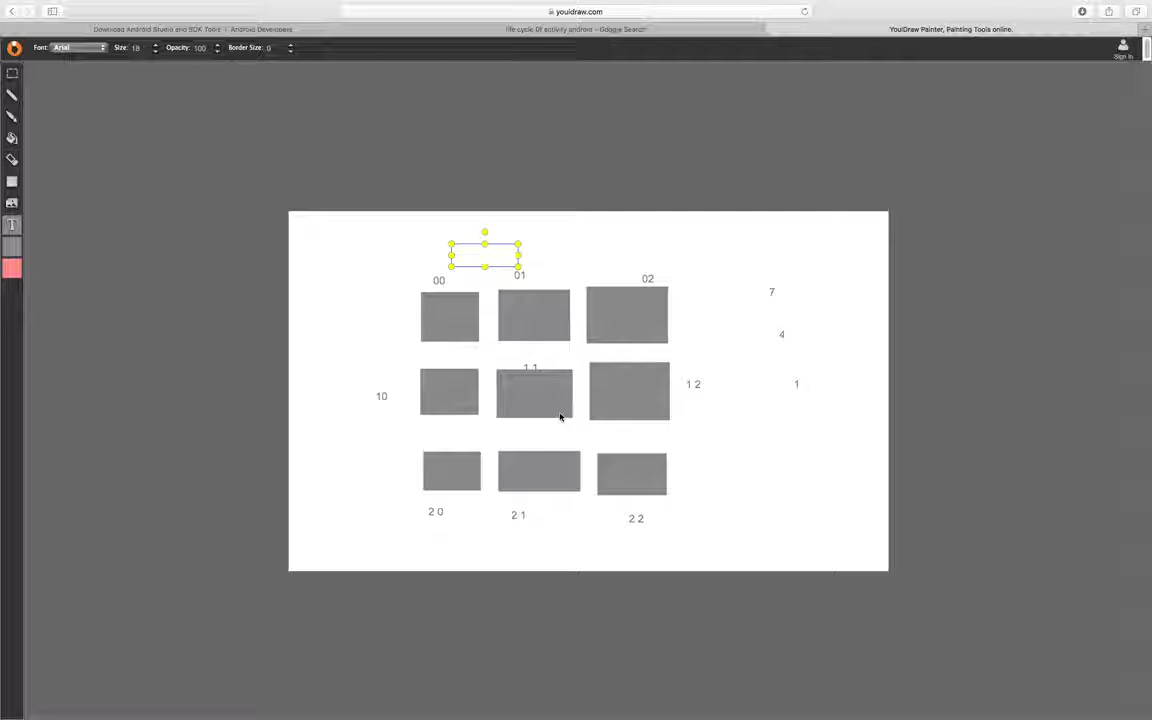 youidraw.com
Download Android Studio and SDK Tools | Android Developers
life cycle 0f activity android - Google Search
YouIDraw Painter, Painting Tools online.
Font: Arial Size: 18 Opacity: 100 Border Size: 0
Sign In
00
01
02
7
4
1 1
10
1 2
1
2 0
2 1
2 2